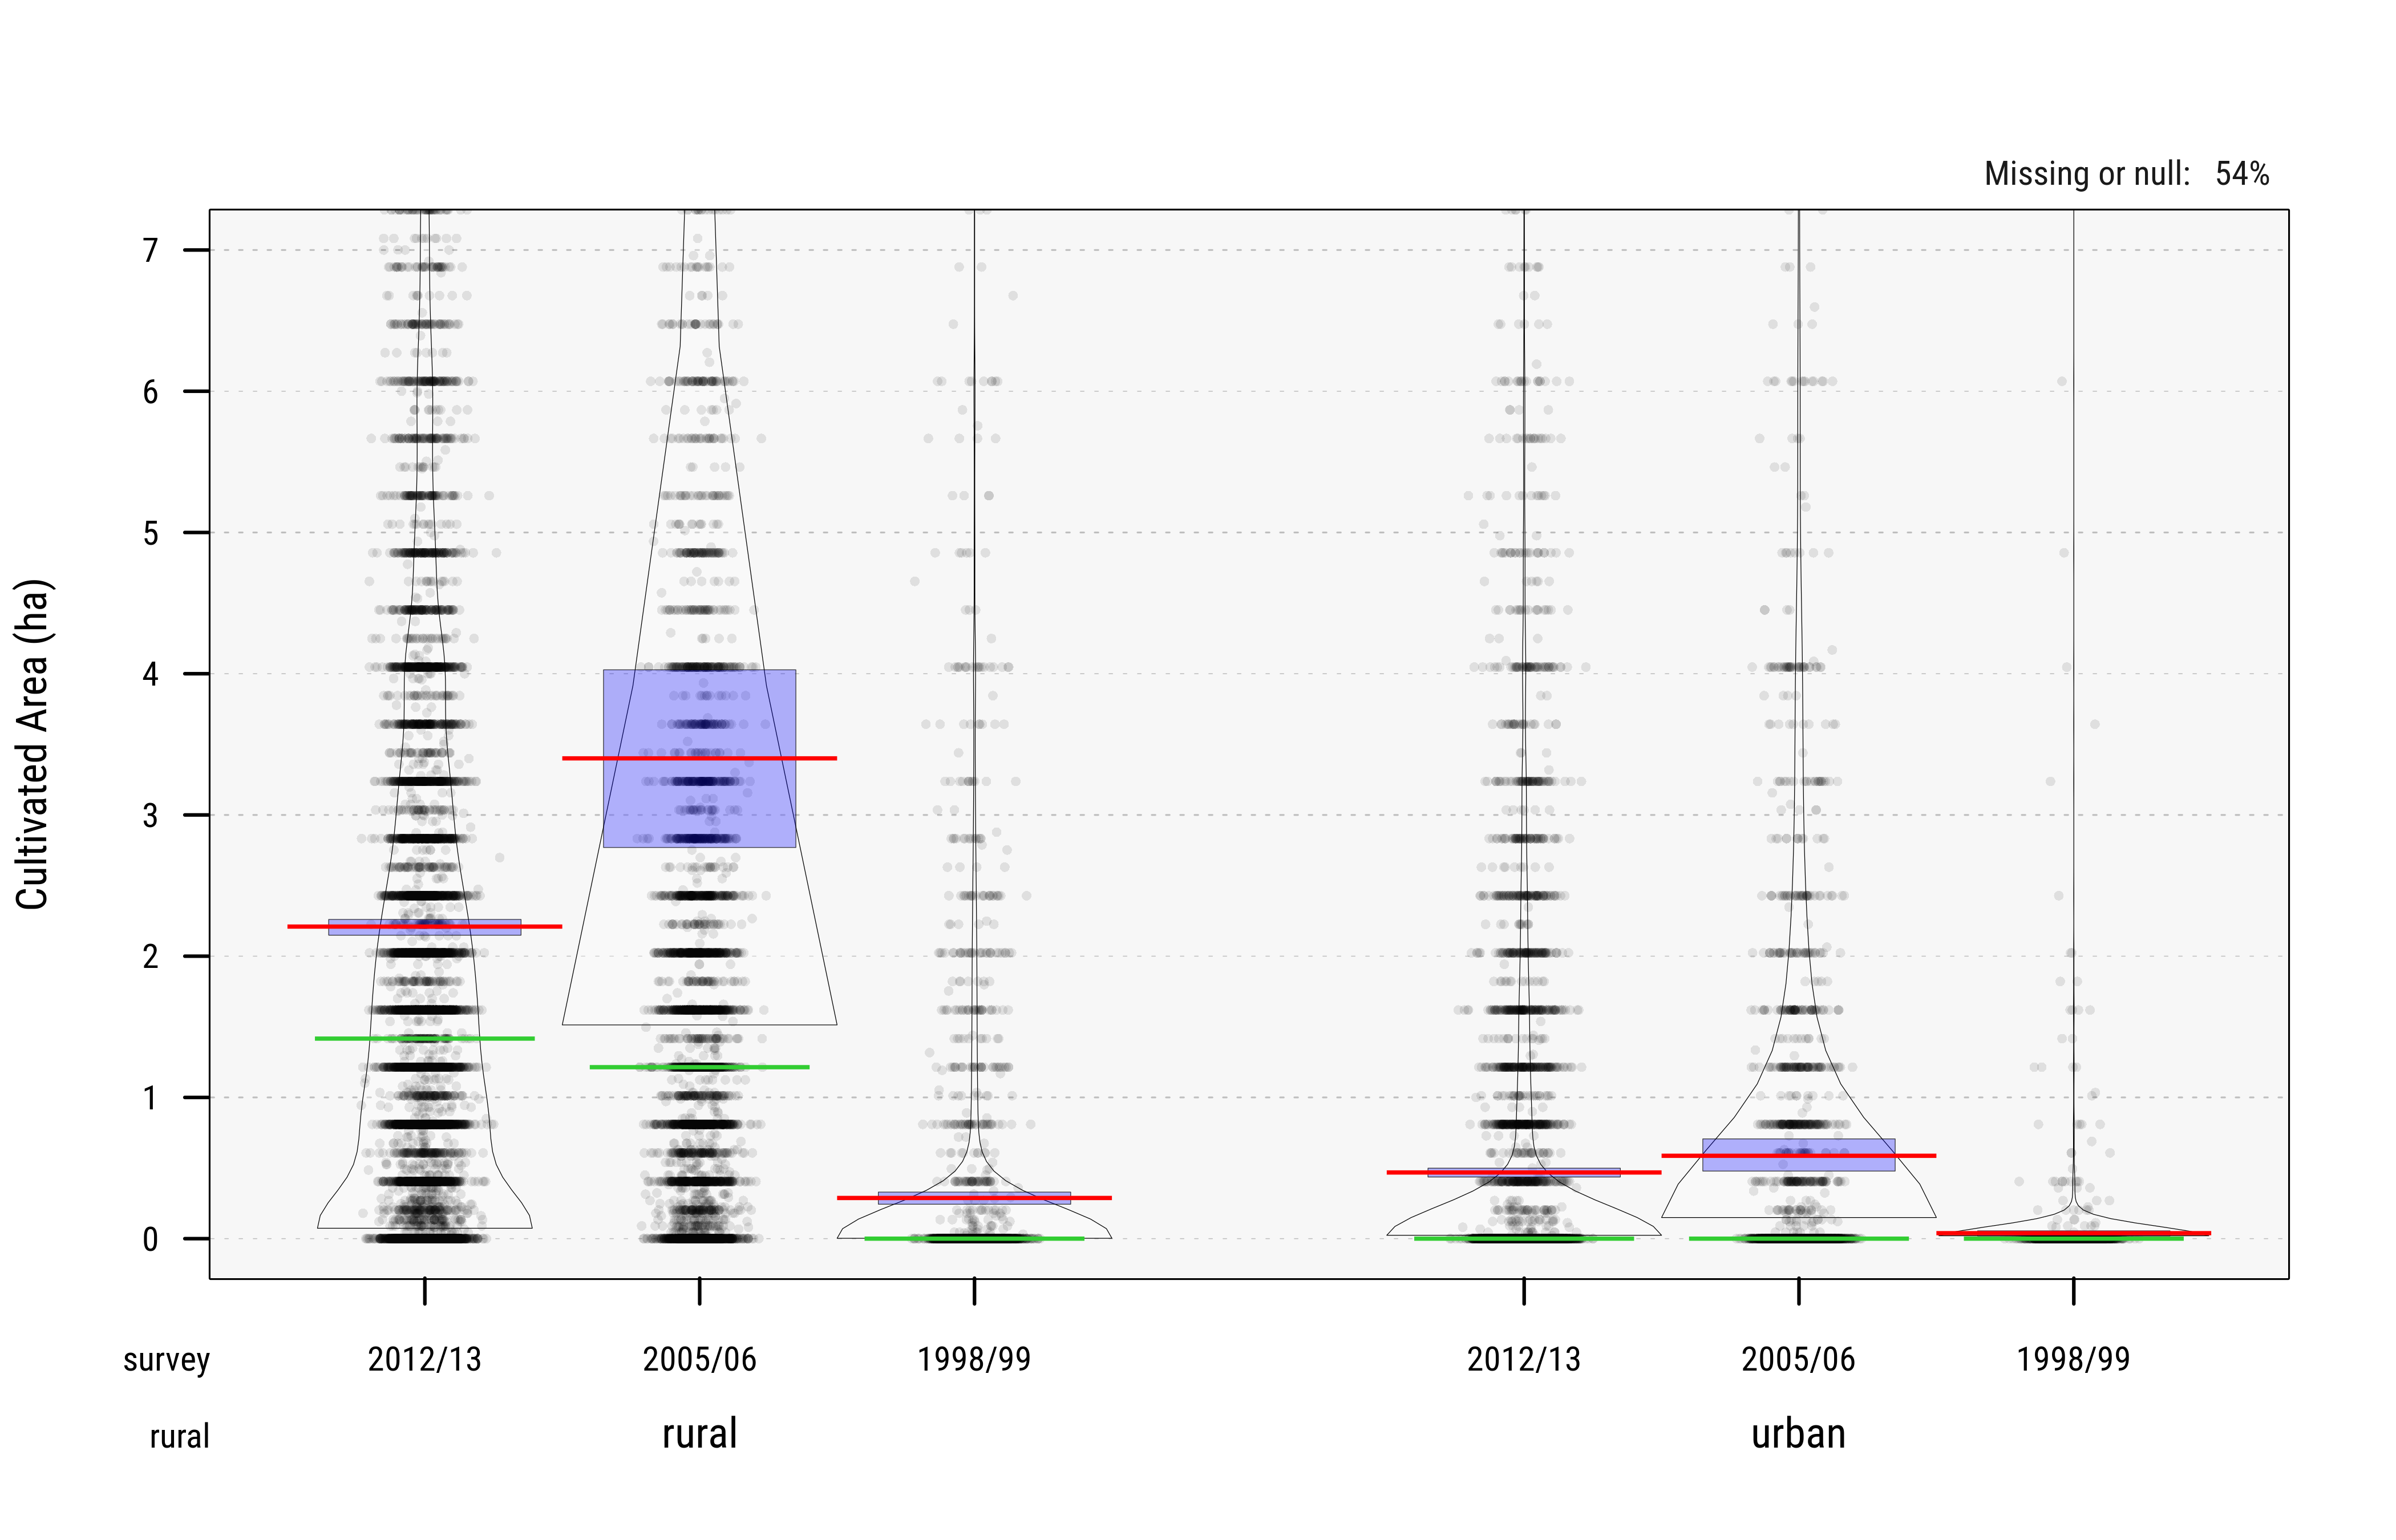 Missing or null: 54%
Cultivated Area (ha)
7
6
5
4
3
2
1
0
survey 2012/13 2005/06 1998/99 2012/13 2005/06 1998/99
rural rural urban